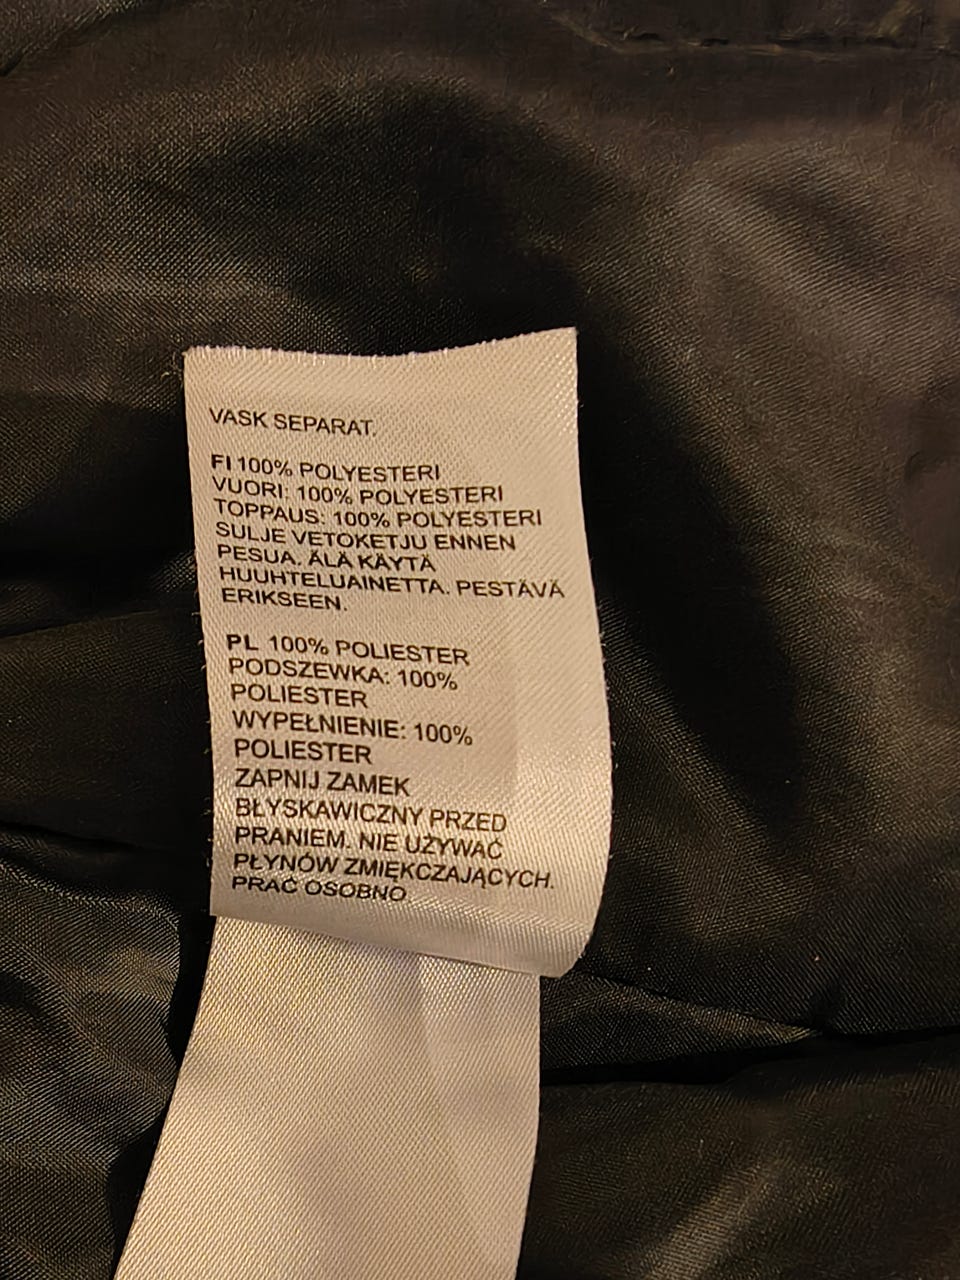 VASK SEPARAT.
FI 100% POLYESTERI
VUORI: 100% POLYESTERI
TOPPAUS: 100% POLYESTERI
SULJE VETOKETJU ENNEN
PESUA. ÄLÄ KÄYTÄ
HUUHTELUAINETTA. PESTÄVÄ
ERIKSEEN.
PL 100% POLIESTER
PODSZEWKA: 100%
POLIESTER
WYPEŁNIENIE: 100%
POLIESTER
ZAPNIJ ZAMEK
BŁYSKAWICZNY PRZED
PRANIEM. NIE UŻYWAĆ
PŁYNÓW ZMIĘKCZAJĄCYCH.
PRAĆ OSOBNO